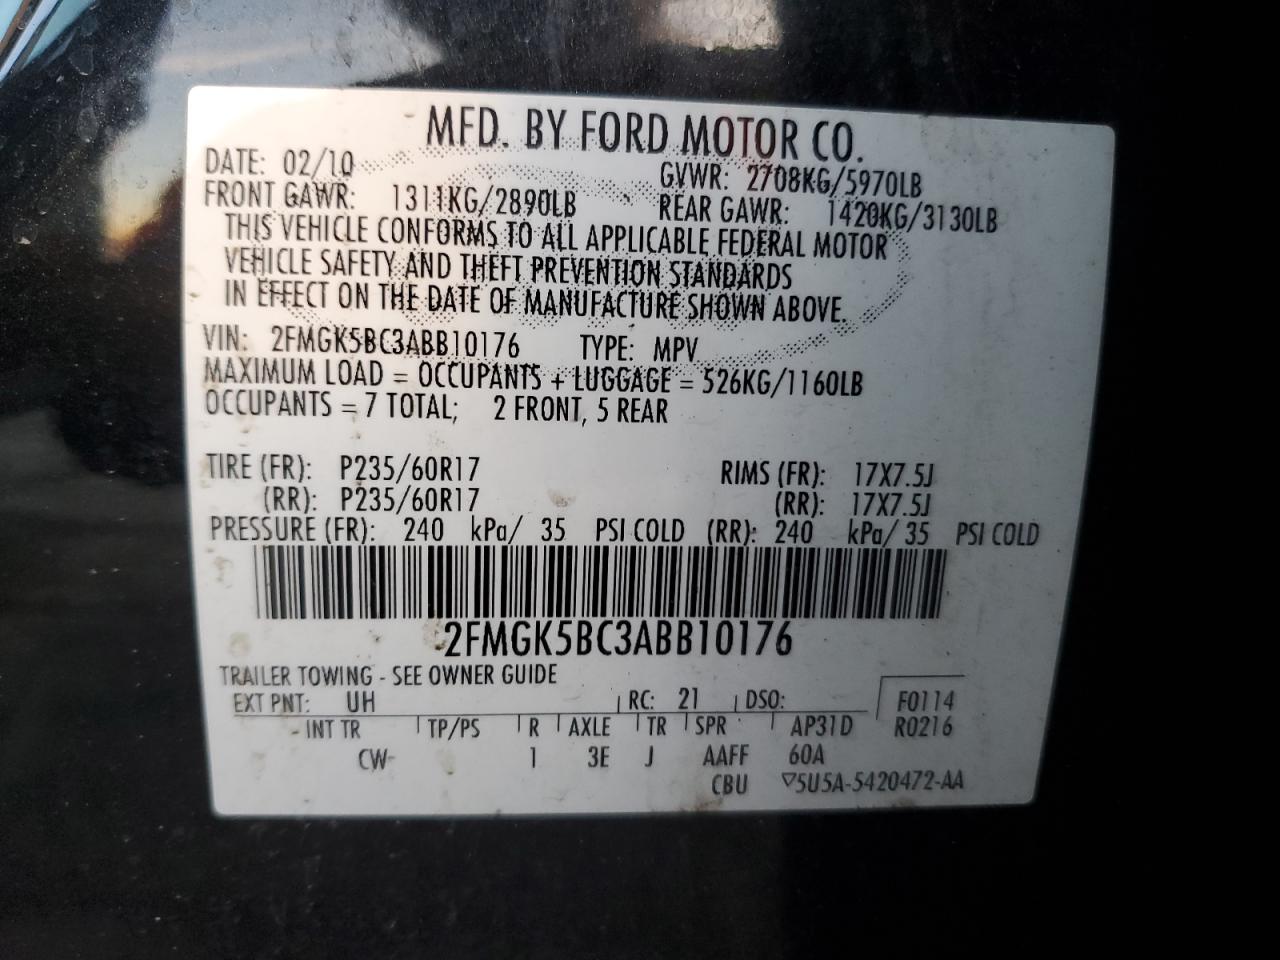 MFD. BY FORD MOTOR CO.
DATE: 02/10 GVWR: 2708KG/5970LB
FRONT GAWR: 1311KG/2890LB REAR GAWR: 1420KG/3130LB
THIS VEHICLE CONFORMS TO ALL APPLICABLE FEDERAL MOTOR
VEHICLE SAFETY AND THEFT PREVENTION STANDARDS
IN EFFECT ON THE DATE OF MANUFACTURE SHOWN ABOVE.
VIN: 2FMGK5BC3ABB10176 TYPE: MPV
MAXIMUM LOAD = OCCUPANTS + LUGGAGE = 526KG/1160LB
OCCUPANTS = 7 TOTAL; 2 FRONT, 5 REAR
TIRE (FR): P235/60R17 RIMS (FR): 17X7.5J
(RR): P235/60R17 (RR): 17X7.5J
PRESSURE (FR): 240 kPa/ 35 PSI COLD (RR): 240 kPa/ 35 PSI COLD
2FMGK5BC3ABB10176
TRAILER TOWING - SEE OWNER GUIDE
EXT PNT: UH RC: 21 DSO: F0114
INT TR TP/PS R AXLE TR SPR AP31D R0216
CW 1 3E J AAFF 60A
CBU ▽5U5A-5420472-AA